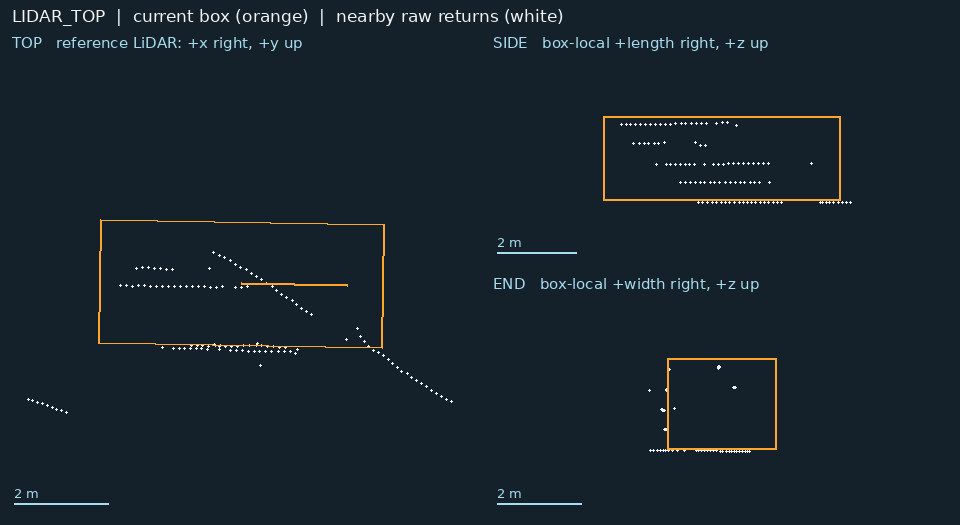 LIDAR_TOP | current box (orange) | nearby raw returns (white)
TOP reference LiDAR: +x right, +y up
SIDE box-local +length right, +z up
2 m
END box-local +width right, +z up
2 m
2 m